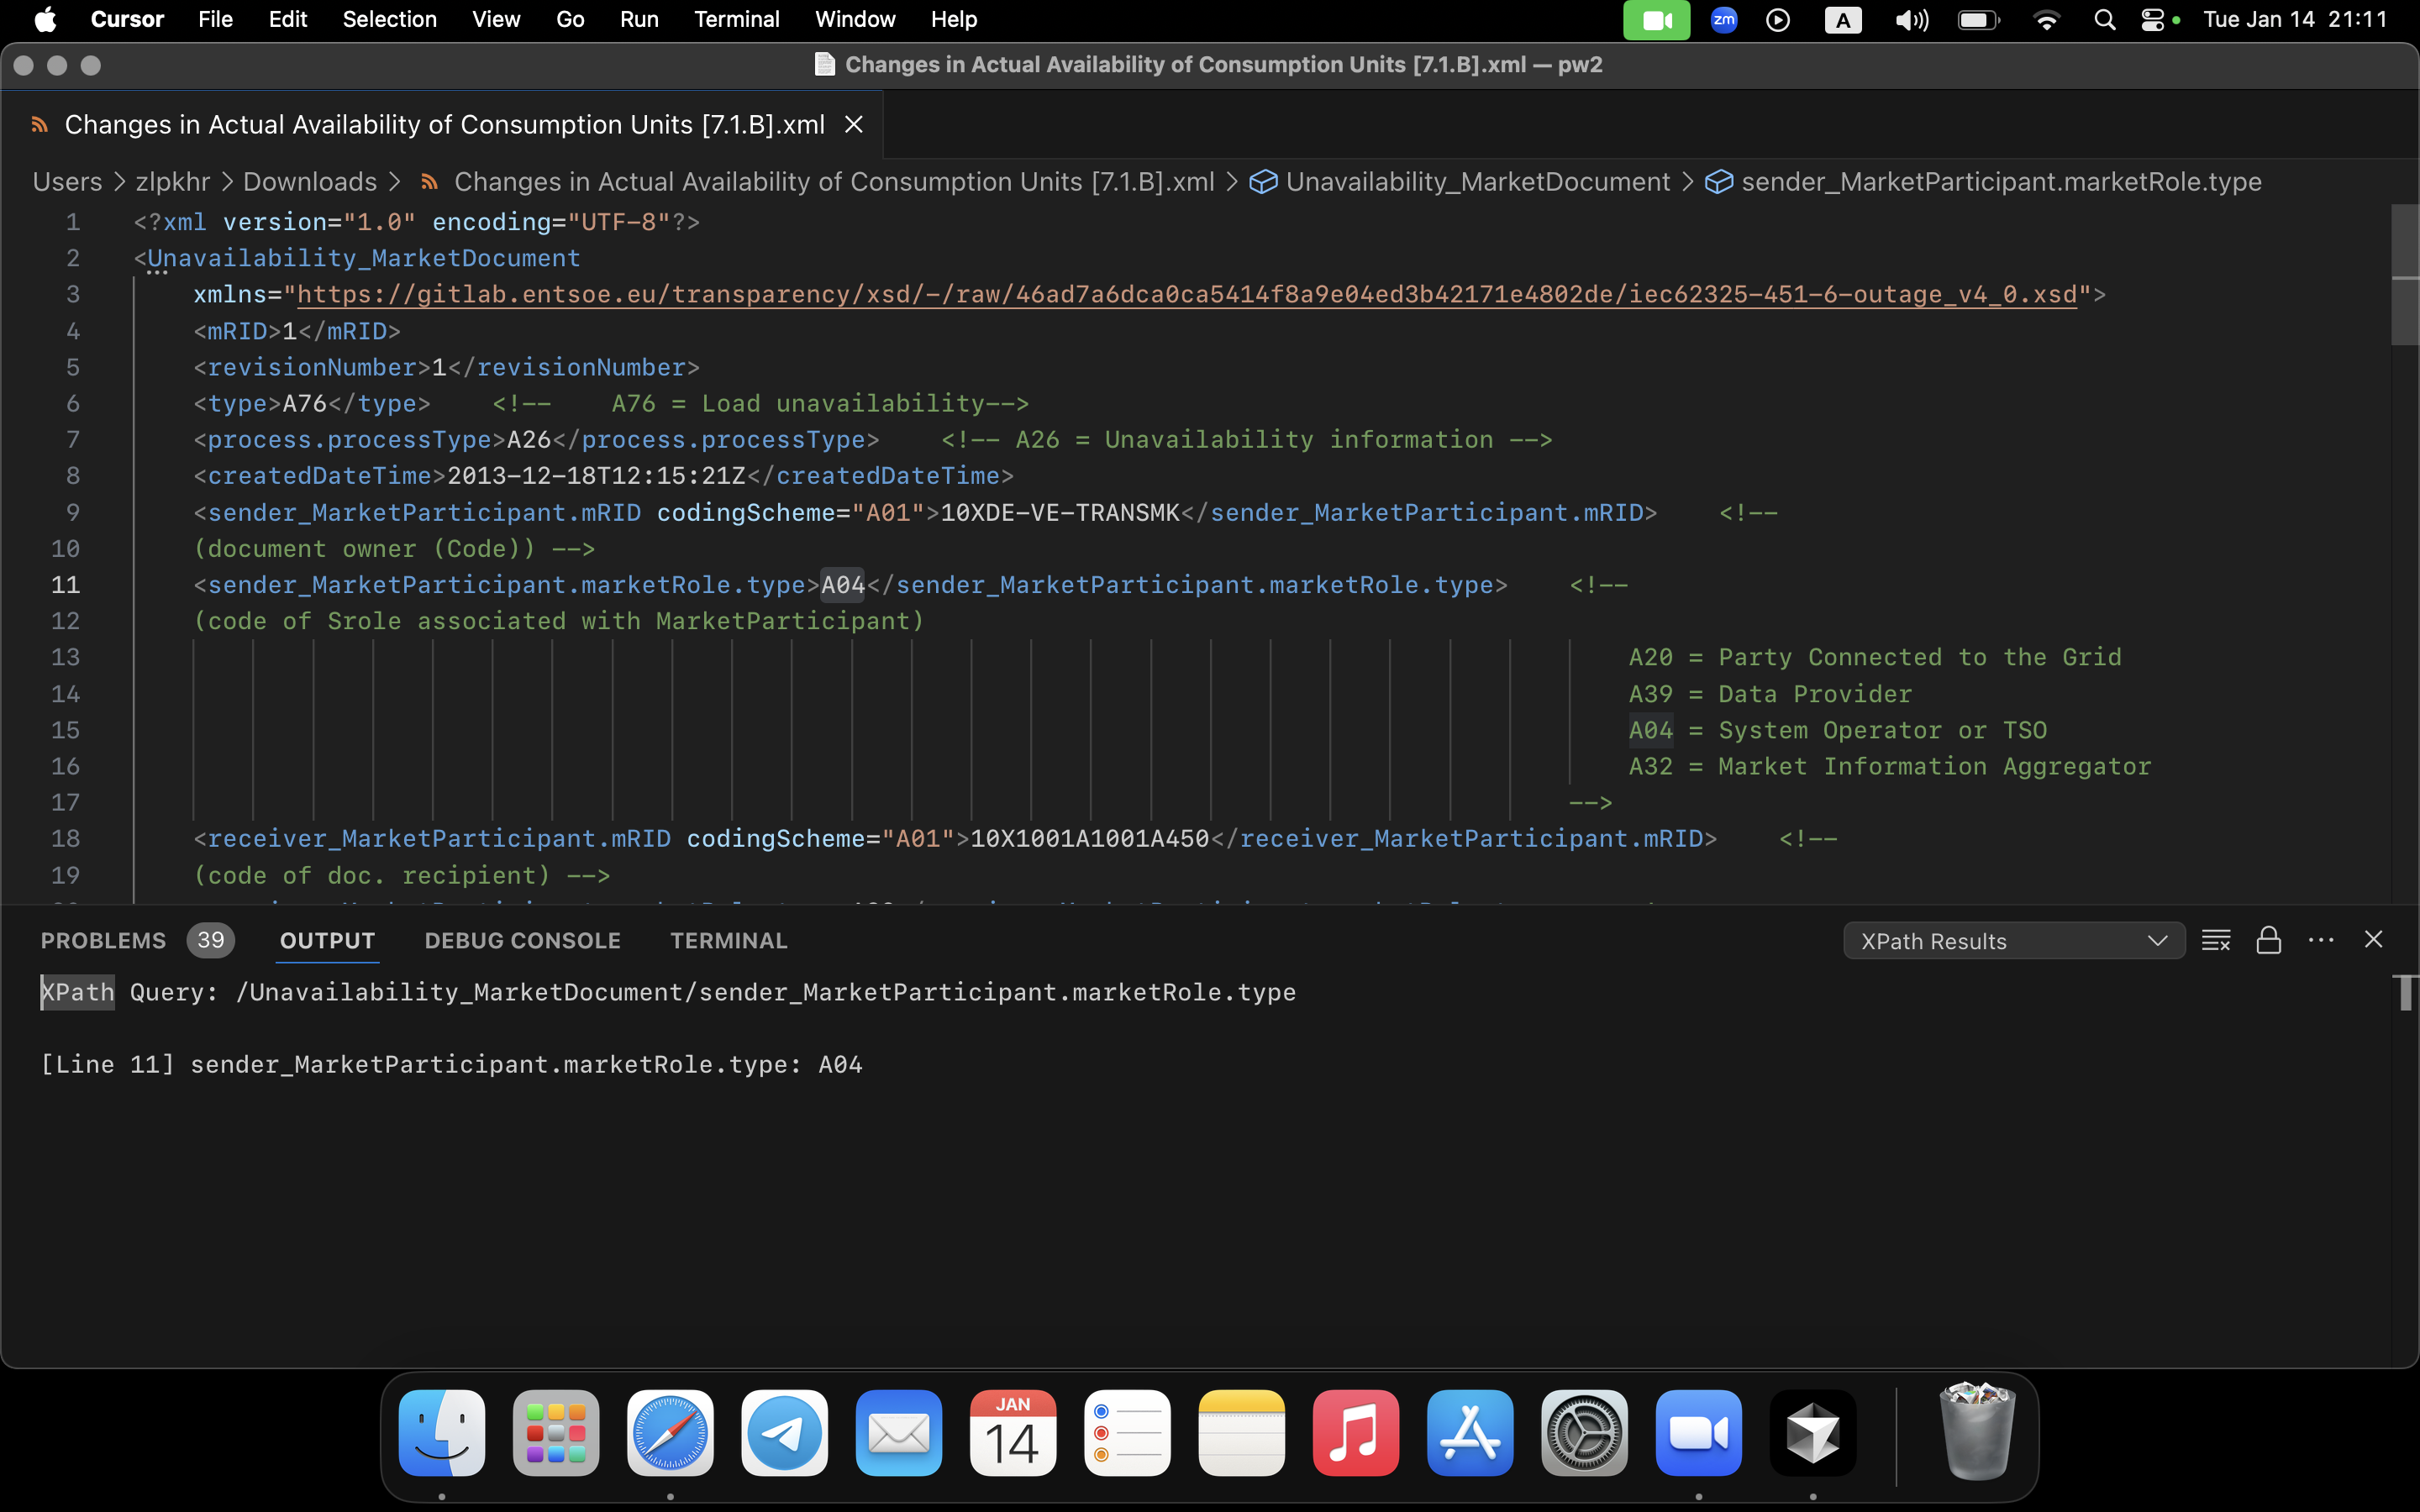 Cursor File Edit Selection View Go Run Terminal Window Help zm A Tue Jan 14 21:11
Changes in Actual Availability of Consumption Units [7.1.B].xml — pw2
Changes in Actual Availability of Consumption Units [7.1.B].xml
Users > zlpkhr > Downloads > Changes in Actual Availability of Consumption Units [7.1.B].xml > Unavailability_MarketDocument > sender_MarketParticipant.marketRole.type
1 <?xml version="1.0" encoding="UTF-8"?>
2 <Unavailability_MarketDocument
3 xmlns="https://gitlab.entsoe.eu/transparency/xsd/-/raw/46ad7a6dca0ca5414f8a9e04ed3b42171e4802de/iec62325-451-6-outage_v4_0.xsd">
4 <mRID>1</mRID>
5 <revisionNumber>1</revisionNumber>
6 <type>A76</type> <!-- A76 = Load unavailability-->
7 <process.processType>A26</process.processType> <!-- A26 = Unavailability information -->
8 <createdDateTime>2013-12-18T12:15:21Z</createdDateTime>
9 <sender_MarketParticipant.mRID codingScheme="A01">10XDE-VE-TRANSMK</sender_MarketParticipant.mRID> <!--
10 (document owner (Code)) -->
11 <sender_MarketParticipant.marketRole.type>A04</sender_MarketParticipant.marketRole.type> <!--
12 (code of Srole associated with MarketParticipant)
13 A20 = Party Connected to the Grid
14 A39 = Data Provider
15 A04 = System Operator or TSO
16 A32 = Market Information Aggregator
17 -->
18 <receiver_MarketParticipant.mRID codingScheme="A01">10X1001A1001A450</receiver_MarketParticipant.mRID> <!--
19 (code of doc. recipient) -->
PROBLEMS 39 OUTPUT DEBUG CONSOLE TERMINAL XPath Results
XPath Query: /Unavailability_MarketDocument/sender_MarketParticipant.marketRole.type
[Line 11] sender_MarketParticipant.marketRole.type: A04
JAN
14